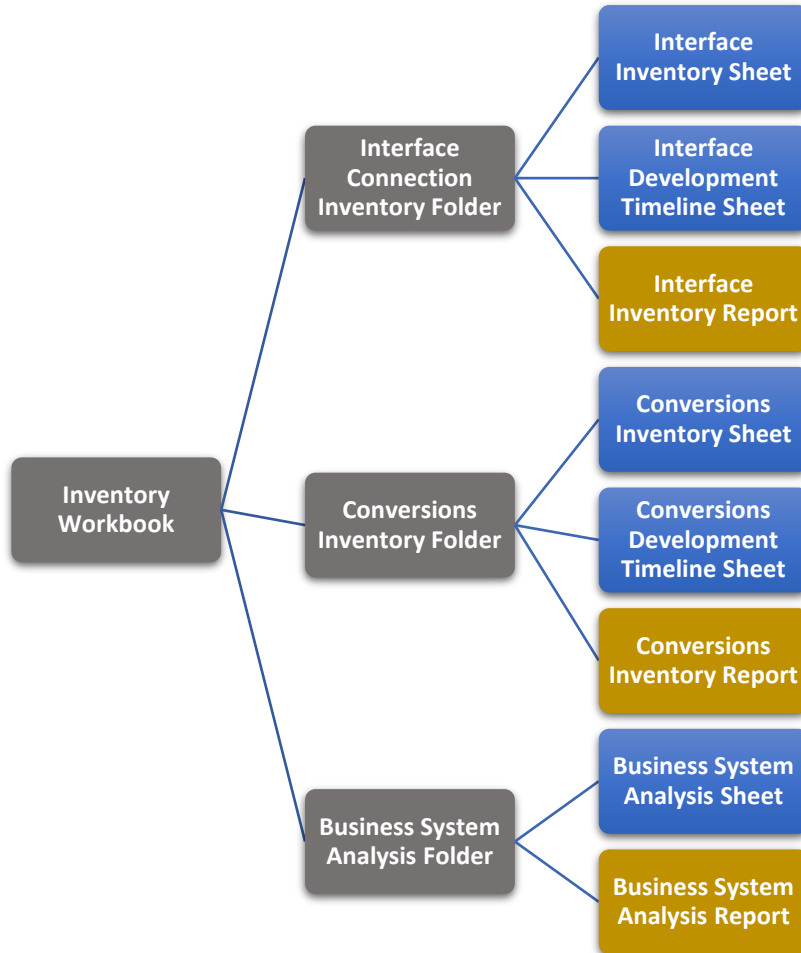 Interface
Inventory Sheet
Interface
Connection
Inventory Folder
Interface
Development
Timeline Sheet
Interface
Inventory Report
Conversions
Inventory Sheet
Inventory
Workbook
Conversions
Inventory Folder
Conversions
Development
Timeline Sheet
Conversions
Inventory Report
Business System
Analysis Sheet
Business System
Analysis Folder
Business System
Analysis Report